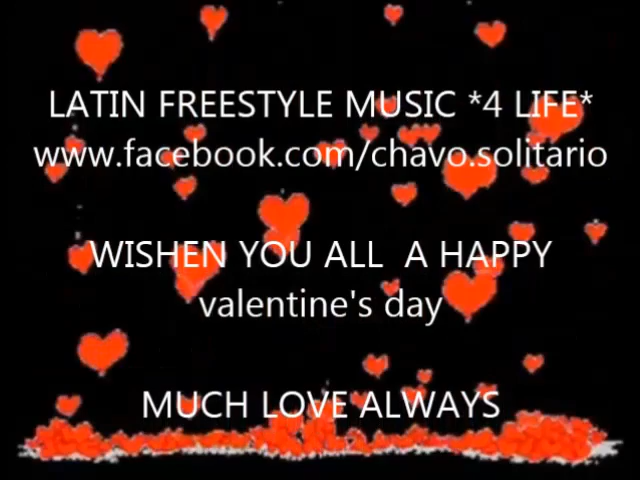 LATIN FREESTYLE MUSIC *4 LIFE*
www.facebook.com/chavo.solitario
WISHEN YOU ALL A HAPPY
valentine's day
MUCH LOVE ALWAYS